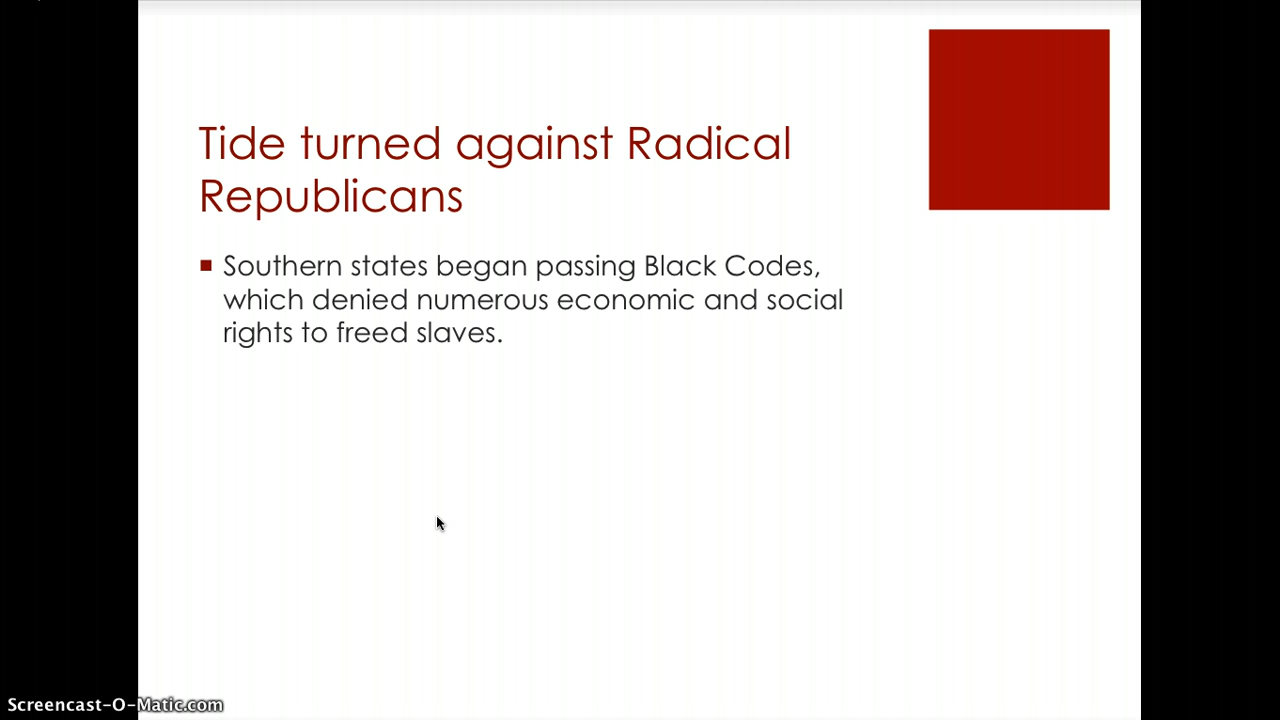 Tide turned against Radical
Republicans
Southern states began passing Black Codes,
which denied numerous economic and social
rights to freed slaves.
Screencast-O-Matic.com